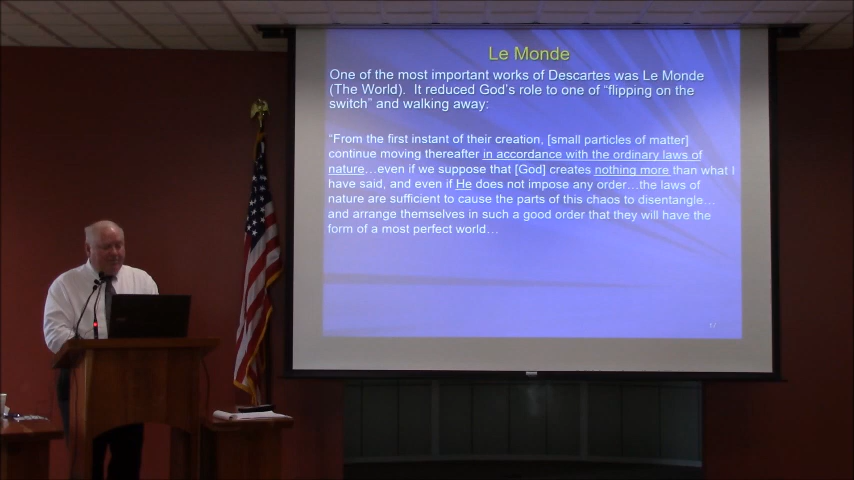 Le Monde
One of the most important works of Descartes was Le Monde
(The World).  It reduced God's role to one of "flipping on the
switch" and walking away:
"From the first instant of their creation, [small particles of matter]
continue moving thereafter in accordance with the ordinary laws of
nature…even if we suppose that [God] creates nothing more than what I
have said, and even if He does not impose any order…the laws of
nature are sufficient to cause the parts of this chaos to disentangle…
and arrange themselves in such a good order that they will have the
form of a most perfect world…